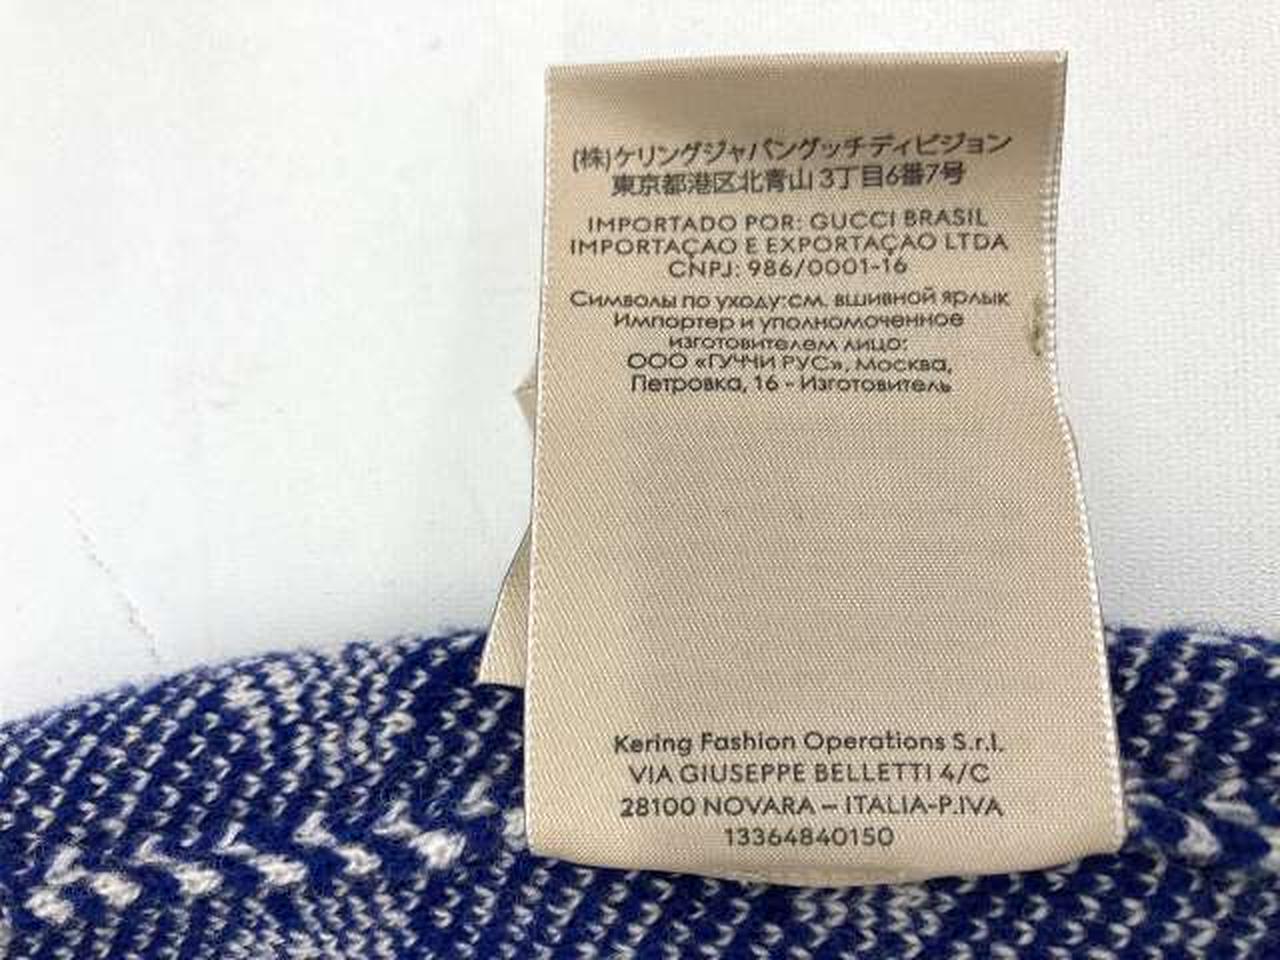 (株)ケリングジャパングッチディビジョン
東京都港区北青山3丁目6番7号
IMPORTADO POR: GUCCI BRASIL
IMPORTAÇAO E EXPORTAÇAO LTDA
CNPJ: 986/0001-16
Символы по уходу:см. вшивной ярлык
Импортер и уполномоченное
изготовителем лицо:
ООО «ГУЧЧИ РУС», Москва,
Петровка, 16 - Изготовитель
Kering Fashion Operations S.r.l.
VIA GIUSEPPE BELLETTI 4/C
28100 NOVARA – ITALIA-P.IVA
13364840150